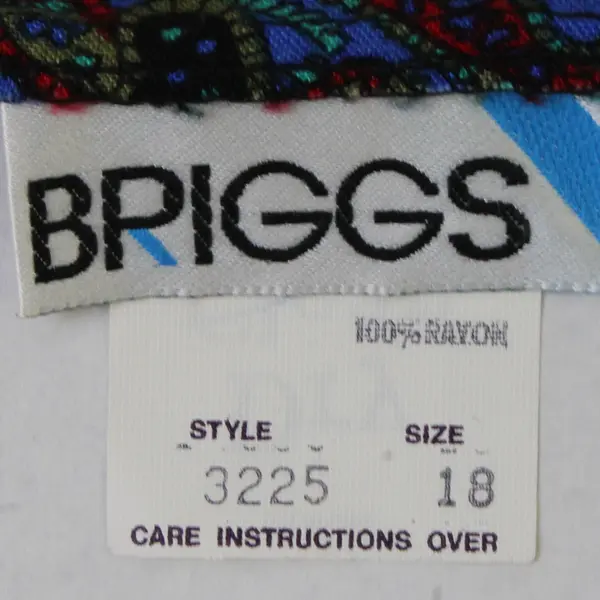 BRIGGS
100% RAYON
STYLE SIZE
3225 18
CARE INSTRUCTIONS OVER